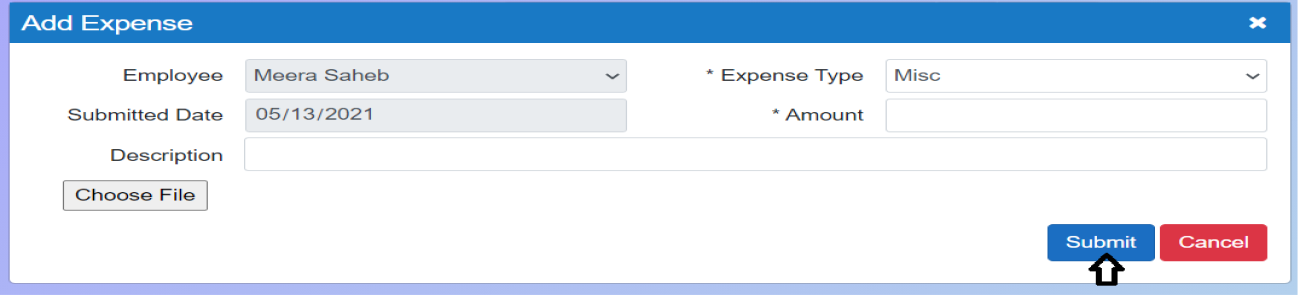 Add Expense ×
Employee Meera Saheb * Expense Type Misc
Submitted Date 05/13/2021 * Amount
Description
Choose File
Submit Cancel